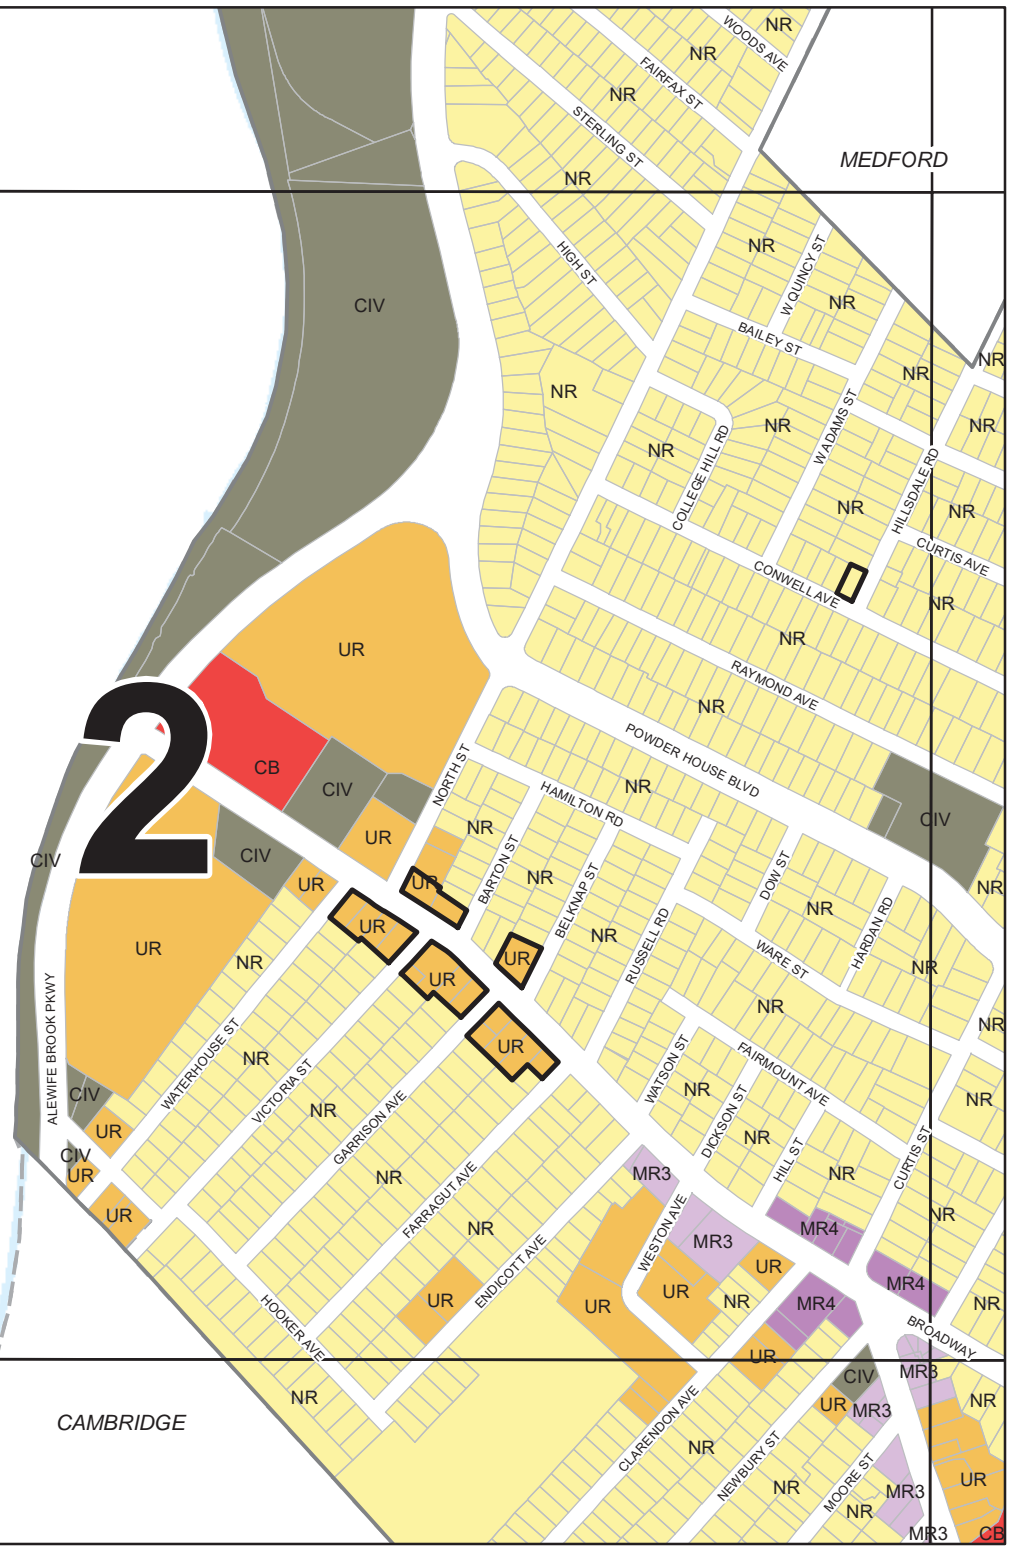 WOODS AVE
NR
NR
FAIRFAX ST
NR
STERLING ST
MEDFORD
NR
NR
W QUINCY ST
HIGH ST
NR
CIV
BAILEY ST
NR
NR
NR
W ADAMS ST
NR
NR
COLLEGE HILL RD
NR
HILLSDALE RD
NR
NR
CURTIS AVE
CONWELL AVE
NR
NR
UR
RAYMOND AVE
NR
2
CB
POWDER HOUSE BLVD
NORTH ST
CIV
NR
HAMILTON RD
CIV
NR
UR
CIV
CIV
BARTON ST
UR
UR
NR
BELKNAP ST
DOW ST
NR
NR
HARDAN RD
UR
NR
RUSSELL RD
UR
NR
UR
UR
WARE ST
NR
NR
ALEWIFE BROOK PKWY
NR
UR
NR
WATERHOUSE ST
NR
WATSON ST
FAIRMOUNT AVE
VICTORIA ST
NR
CIV
NR
NR
GARRISON AVE
DICKSON ST
UR
NR
HILL ST
CURTIS ST
CIV
UR
NR
MR3
NR
FARRAGUT AVE
UR
NR
WESTON AVE
MR4
NR
MR3
ENDICOTT AVE
UR
MR4
UR
UR
UR
NR
MR4
NR
HOOKER AVE
BROADWAY
UR
CIV
MR3
NR
UR
MR3
NR
CAMBRIDGE
CLARENDON AVE
NR
NEWBURY ST
NR
MOORE ST
UR
MR3
NR
MR3
CB